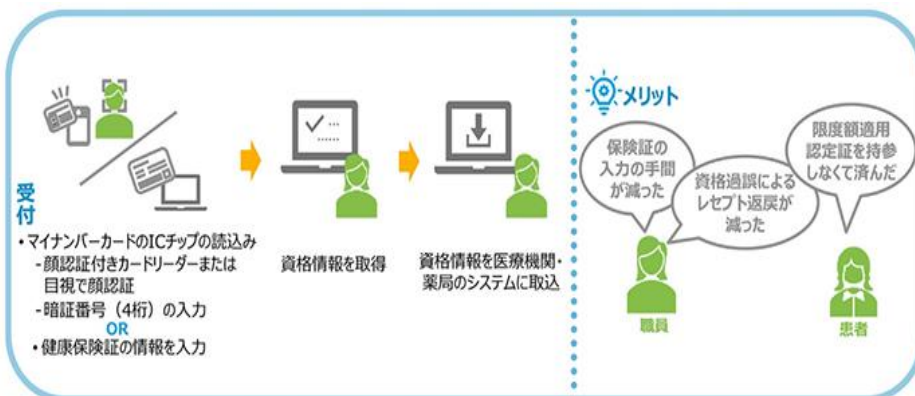 受付
・マイナンバーカードのICチップの読込み
-顔認証付きカードリーダーまたは
目視で顔認証
-暗証番号（4桁）の入力
OR
・健康保険証の情報を入力
資格情報を取得
資格情報を医療機関・
薬局のシステムに取込
メリット
保険証の
入力の手間
が減った
資格過誤による
レセプト返戻が
減った
職員
限度額適用
認定証を持参
しなくて済んだ
患者